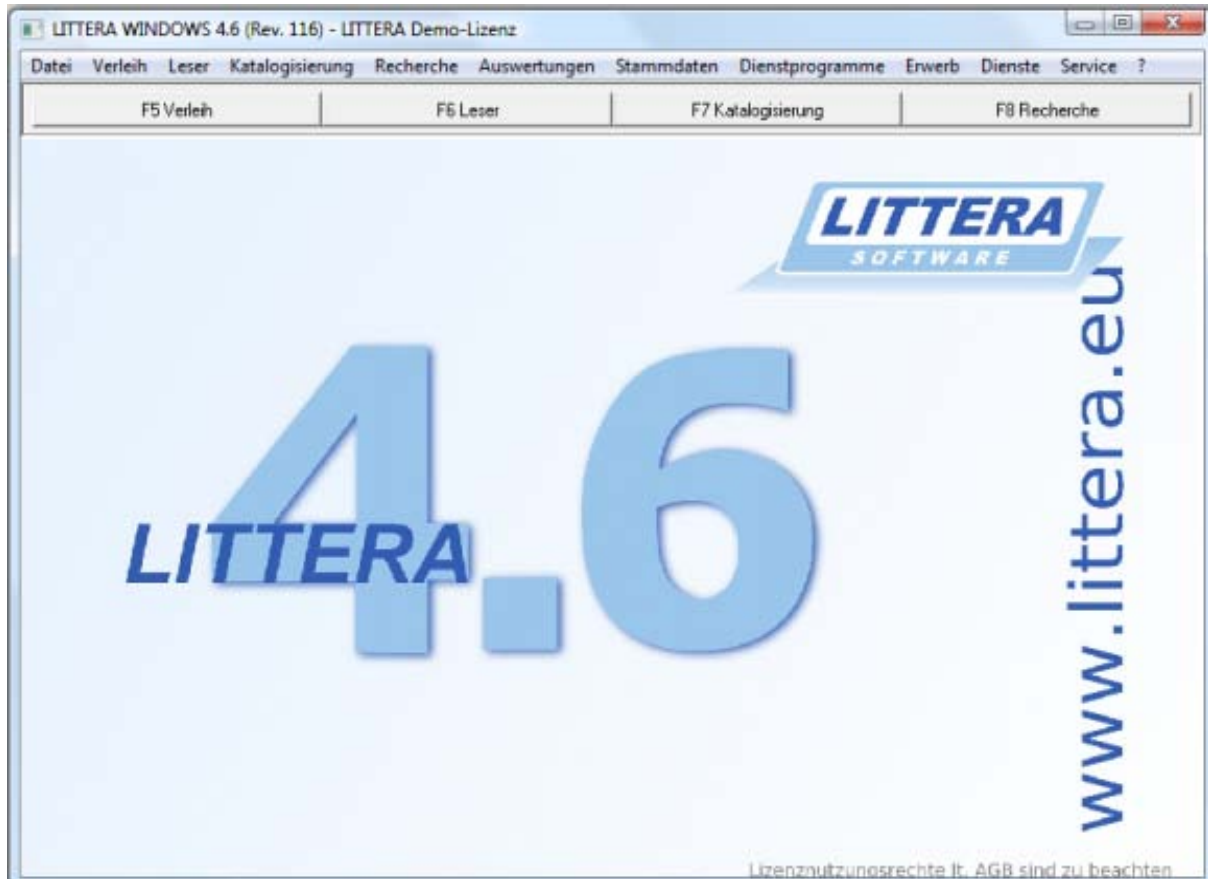 LITTERA WINDOWS 4.6 (Rev. 116) - LITTERA Demo-Lizenz
Datei Verleih Leser Katalogisierung Recherche Auswertungen Stammdaten Dienstprogramme Erwerb Dienste Service ?
F5 Verleih F6 Leser F7 Katalogisierung F8 Recherche
LITTERA
SOFTWARE
www.littera.eu
4.6
LITTERA
Lizenznutzungsrechte lt. AGB sind zu beachten